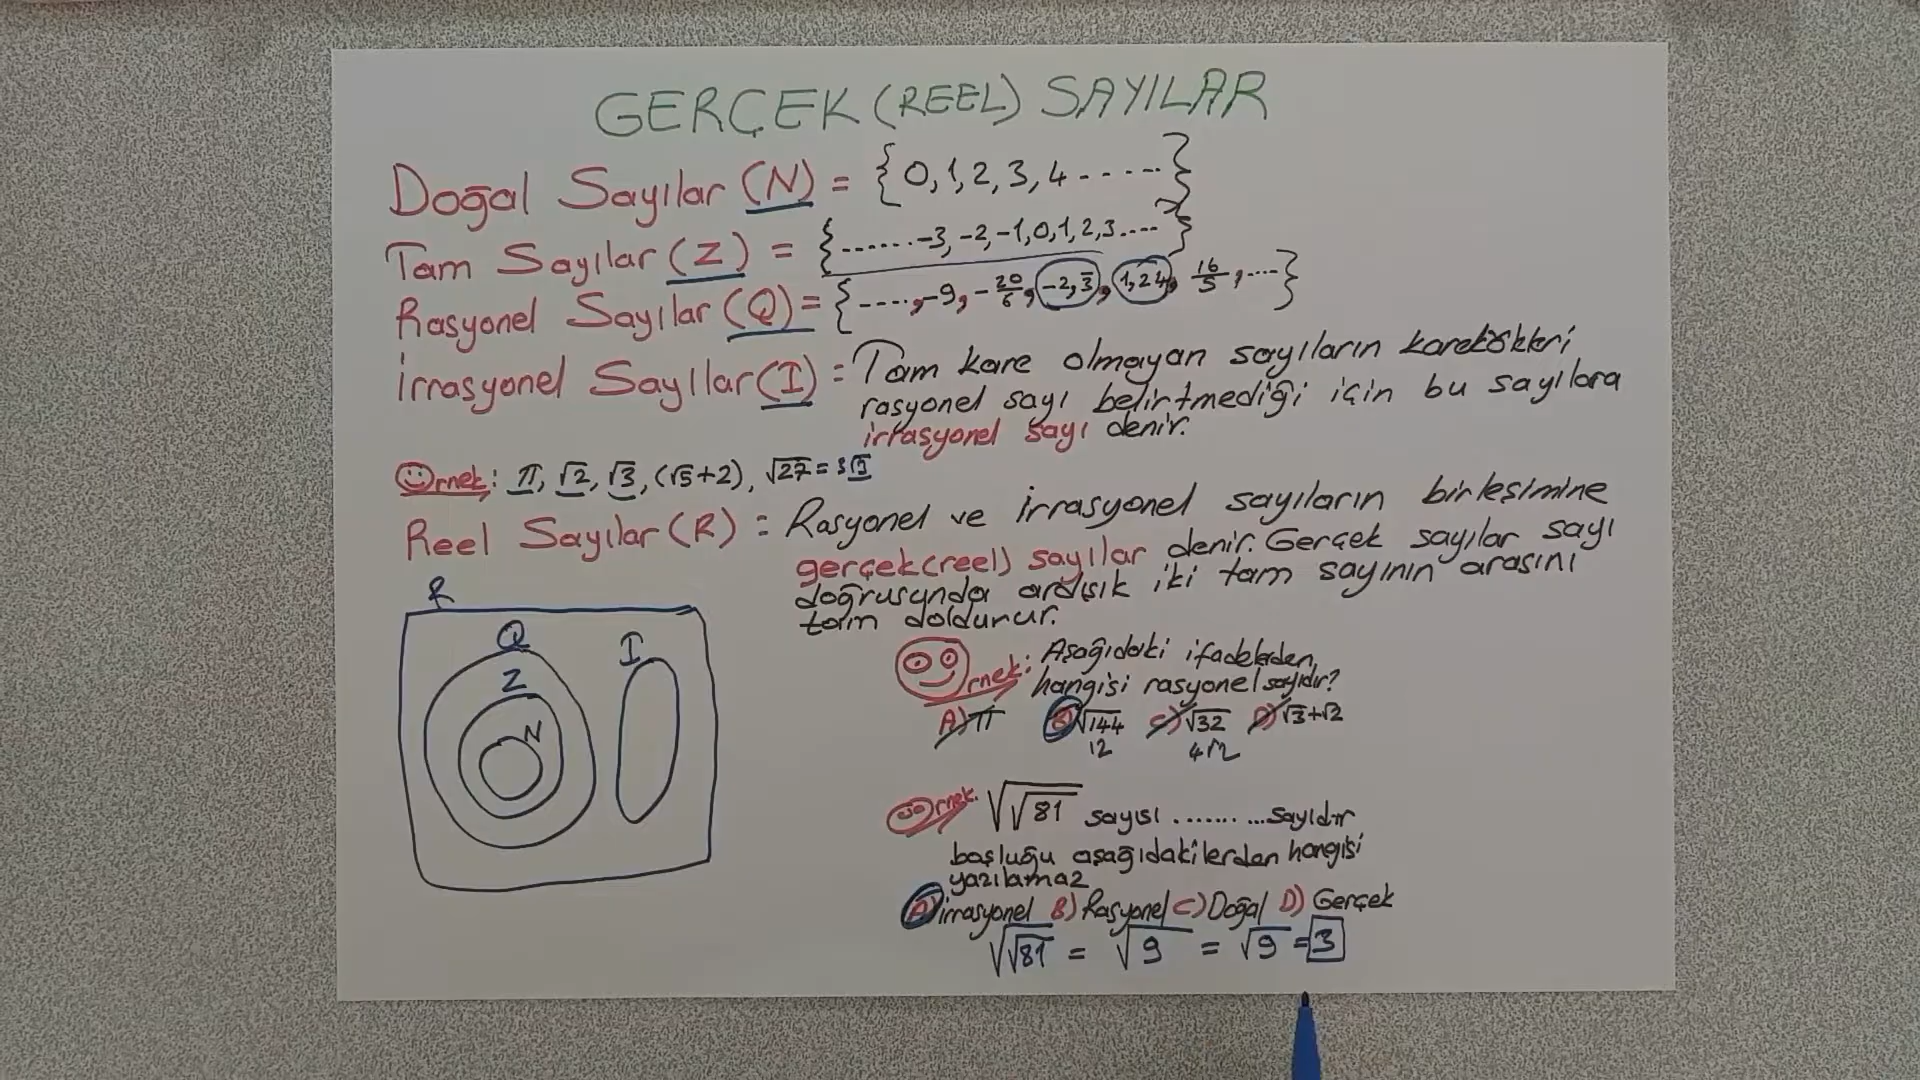 GERÇEK (REEL) SAYILAR
Doğal Sayılar (N) = {0, 1, 2, 3, 4 - - - - - }
Tam Sayılar (Z) = {...... -3, -2, -1, 0, 1, 2, 3.... }
Rasyonel Sayılar (Q) = { ...., -9, -20/6, -2,3̅, 1,24, 16/5, ....}
İrrasyonel Sayılar (I) = Tam kare olmayan sayıların karekökleri
rasyonel sayı belirtmediği için bu sayılara
irrasyonel sayı denir.
Örnek: π, √2, √3, (√5+2), √27 = 3√3
Reel Sayılar (R) = Rasyonel ve irrasyonel sayıların birleşimine
gerçek(reel) sayılar denir. Gerçek sayılar sayı
doğrusunda ardışık iki tam sayının arasını
tam doldurur.
R
Q
I
Z
N
Örnek: Aşağıdaki ifadelerden
hangisi rasyonel sayıdır?
A) π B) √144 C) √32 D) √3+√2
12 4√2
Örnek: √√81 sayısı ..........sayıdır
boşluğu aşağıdakilerden hangisi
yazılamaz
A) irrasyonel B) Rasyonel C) Doğal D) Gerçek
√√81 = √9 = √9 = 3